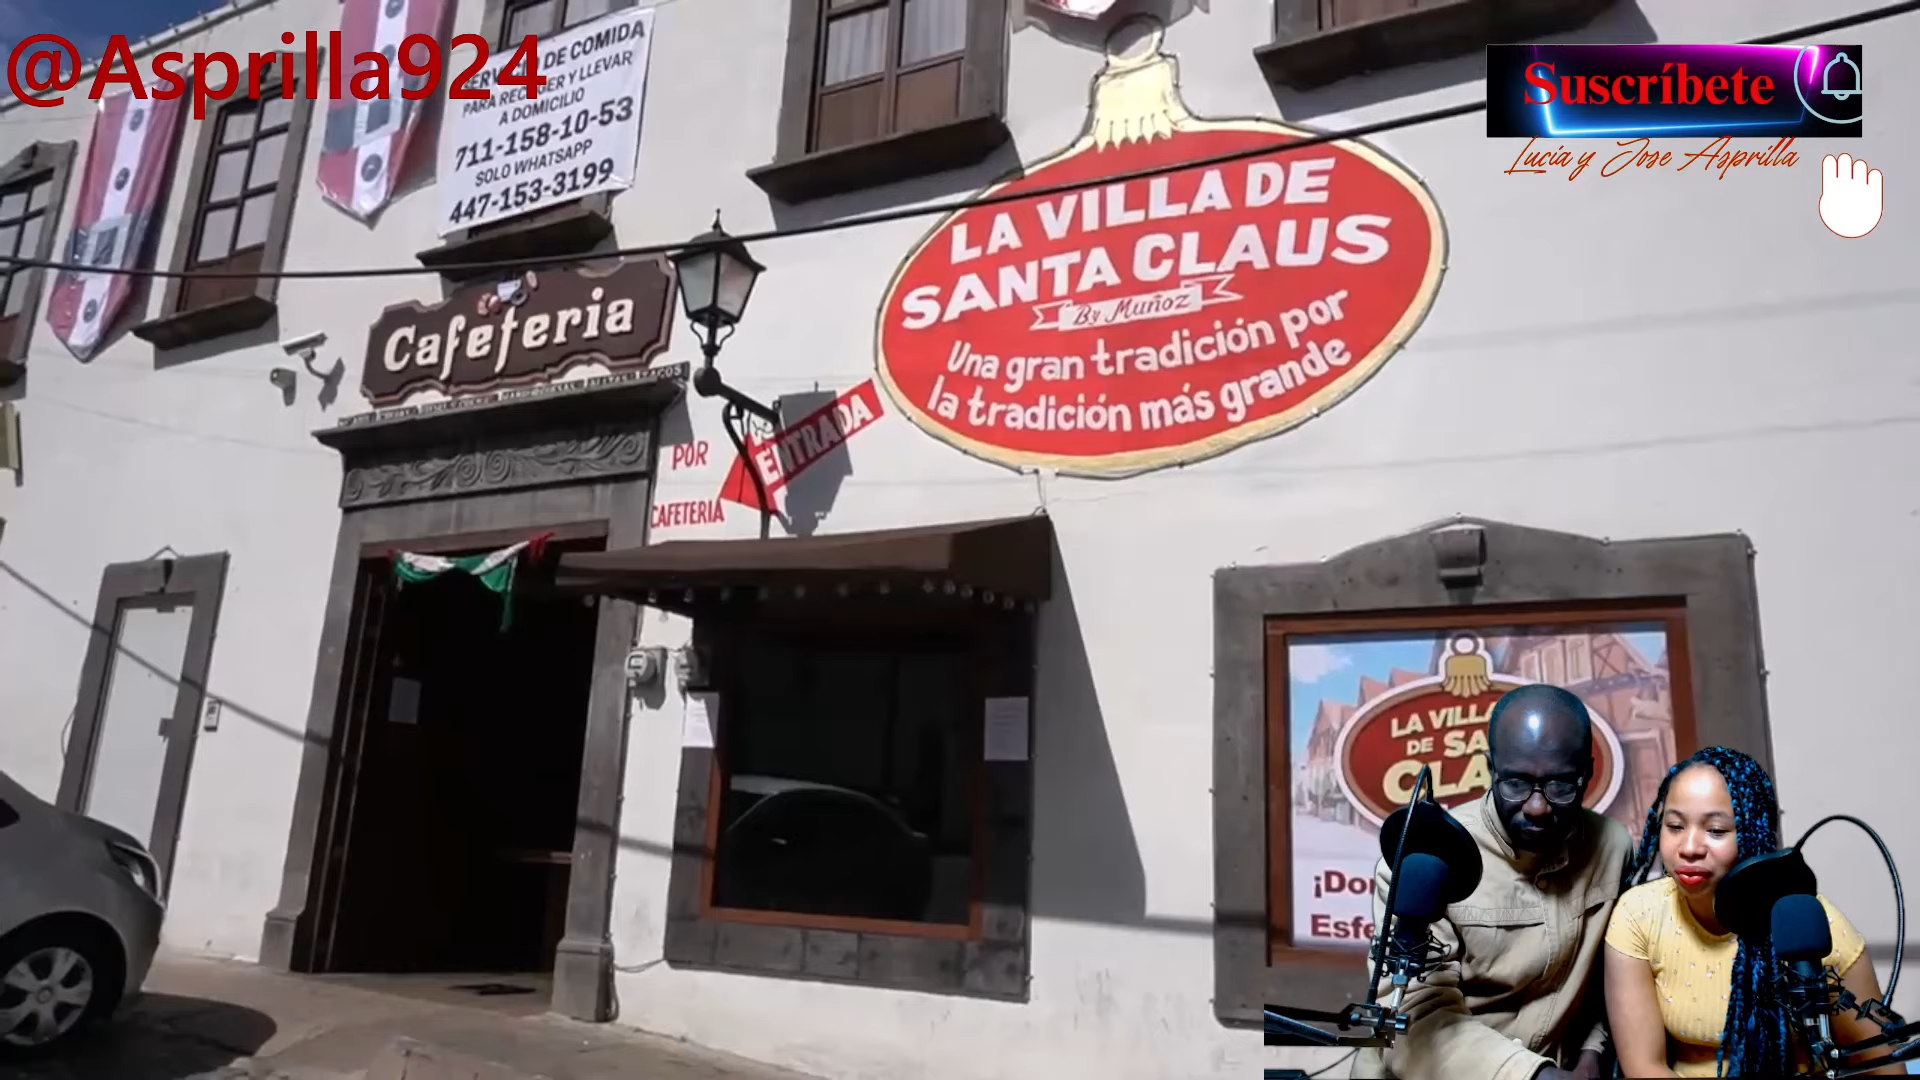 @Asprilla924
SERVICIO DE COMIDA
PARA RECOGER Y LLEVAR
A DOMICILIO
711-158-10-53
SOLO WHATSAPP
447-153-3199
Suscríbete
Lucia y Jose Asprilla
LA VILLA DE
SANTA CLAUS
By Muñoz
Una gran tradición por
la tradición más grande
Cafeteria
TACOS
ENTRADA
POR
CAFETERIA
LA VILLA
DE SA
CLA
¡Do
Esfe